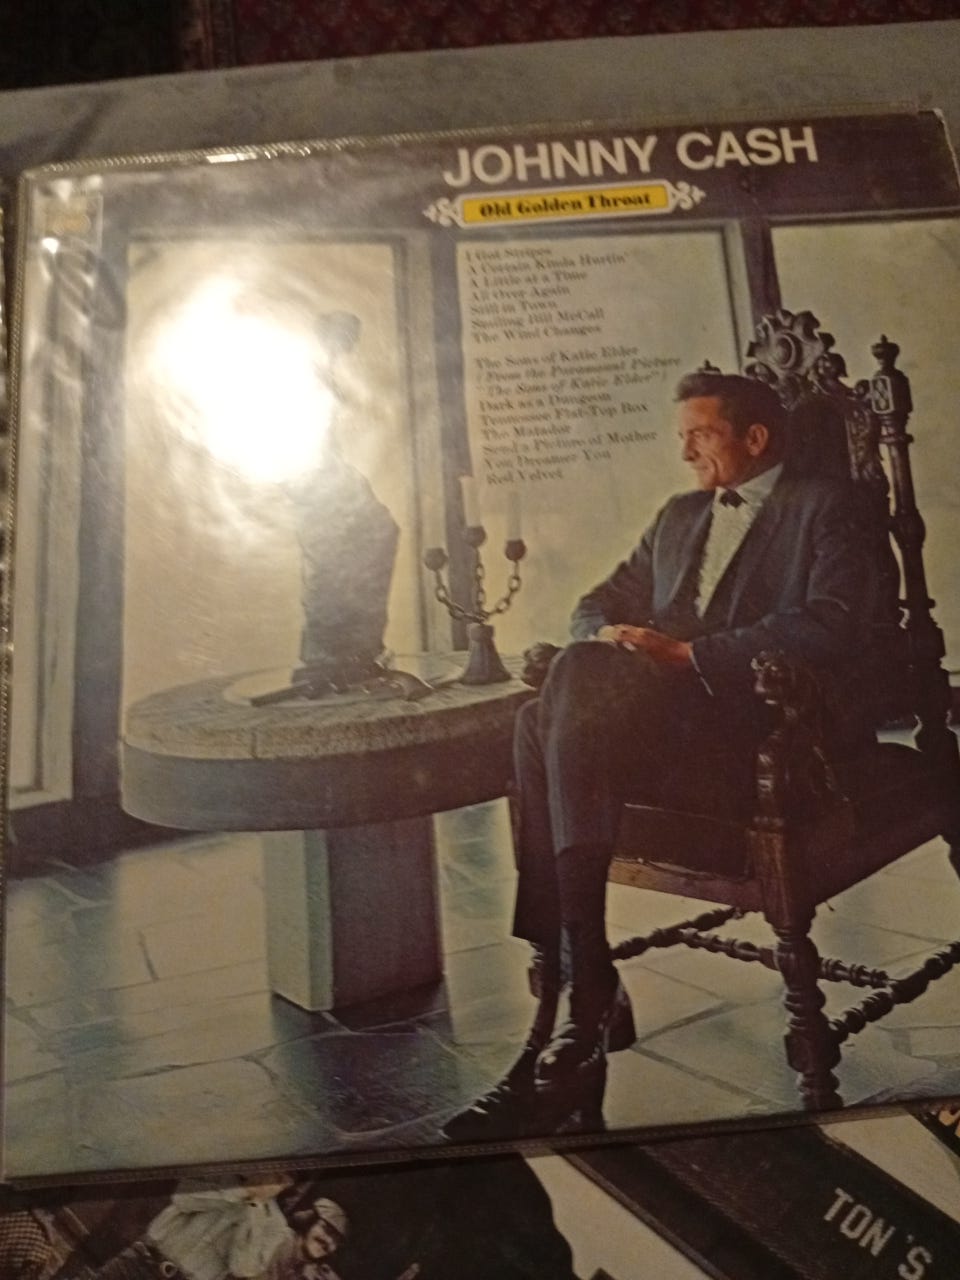 JOHNNY CASH
Old Golden Throat
I Got Stripes
A Certain Kinda Hurtin'
A Little at a Time
All Over Again
Still in Town
Smiling Bill McCall
The Wind Changes
The Sons of Katie Elder
(From the Paramount Picture
"The Sons of Katie Elder")
Dark as a Dungeon
Tennessee Flat-Top Box
The Matador
Send a Picture of Mother
You Dreamer You
Red Velvet
TON'S